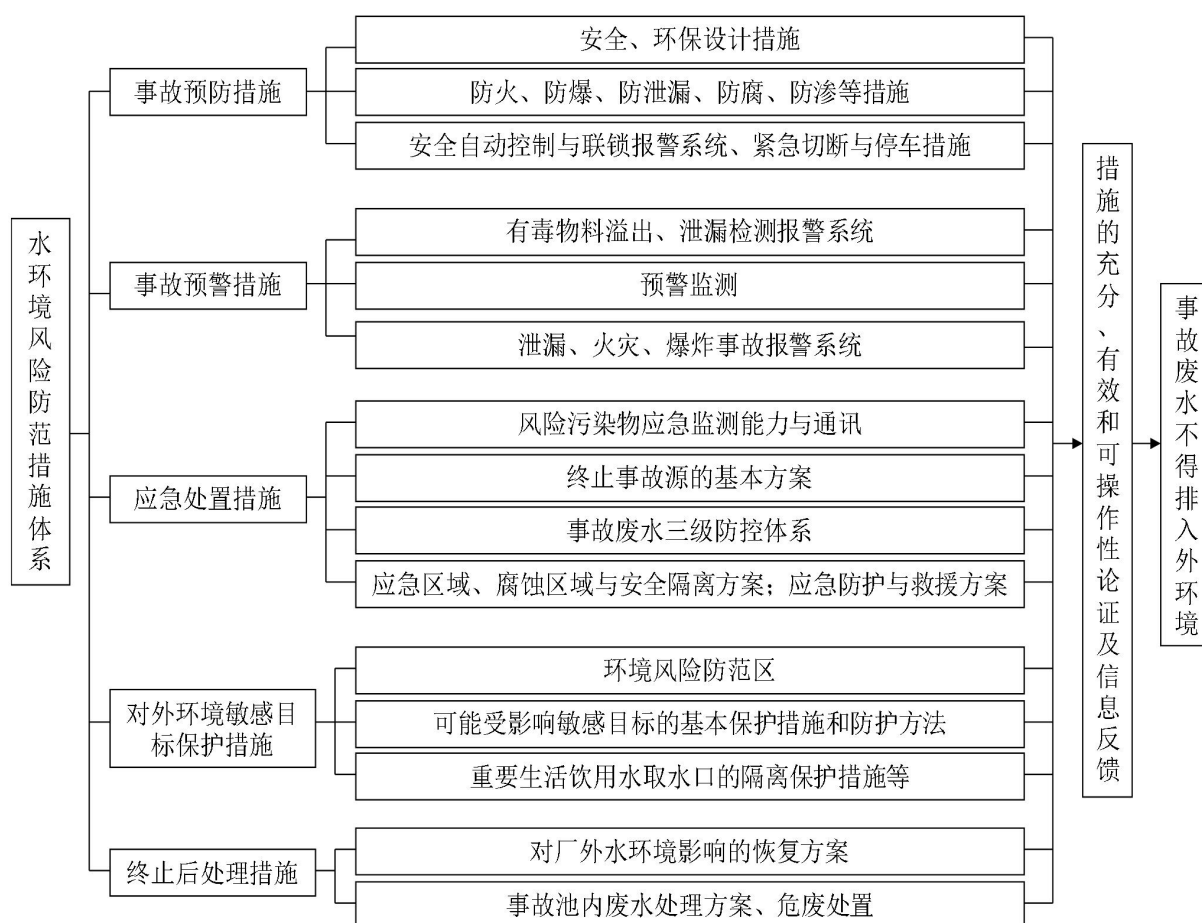 水环境风险防范措施体系
事故预防措施
安全、环保设计措施
防火、防爆、防泄漏、防腐、防渗等措施
安全自动控制与联锁报警系统、紧急切断与停车措施
事故预警措施
有毒物料溢出、泄漏检测报警系统
预警监测
泄漏、火灾、爆炸事故报警系统
应急处置措施
风险污染物应急监测能力与通讯
终止事故源的基本方案
事故废水三级防控体系
应急区域、腐蚀区域与安全隔离方案；应急防护与救援方案
对外环境敏感目
标保护措施
环境风险防范区
可能受影响敏感目标的基本保护措施和防护方法
重要生活饮用水取水口的隔离保护措施等
终止后处理措施
对厂外水环境影响的恢复方案
事故池内废水处理方案、危废处置
措施的充分、有效和可操作性论证及信息反馈
事故废水不得排入外环境